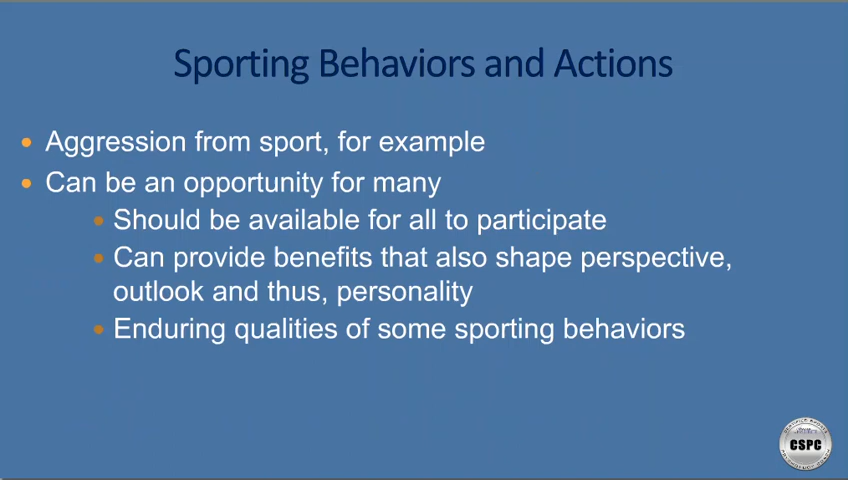 Sporting Behaviors and Actions
• Aggression from sport, for example
• Can be an opportunity for many
• Should be available for all to participate
• Can provide benefits that also shape perspective,
outlook and thus, personality
• Enduring qualities of some sporting behaviors
CSPC